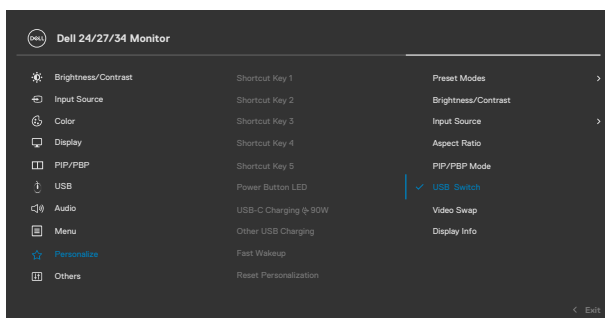 DELL Dell 24/27/34 Monitor
Brightness/Contrast Shortcut Key 1 Preset Modes >
Input Source Shortcut Key 2 Brightness/Contrast
Color Shortcut Key 3 Input Source >
Display Shortcut Key 4 Aspect Ratio
PIP/PBP Shortcut Key 5 PIP/PBP Mode
USB Power Button LED ✓ USB Switch
Audio USB-C Charging 90W Video Swap
Menu Other USB Charging Display Info
Personalize Fast Wakeup
Others Reset Personalization
< Exit